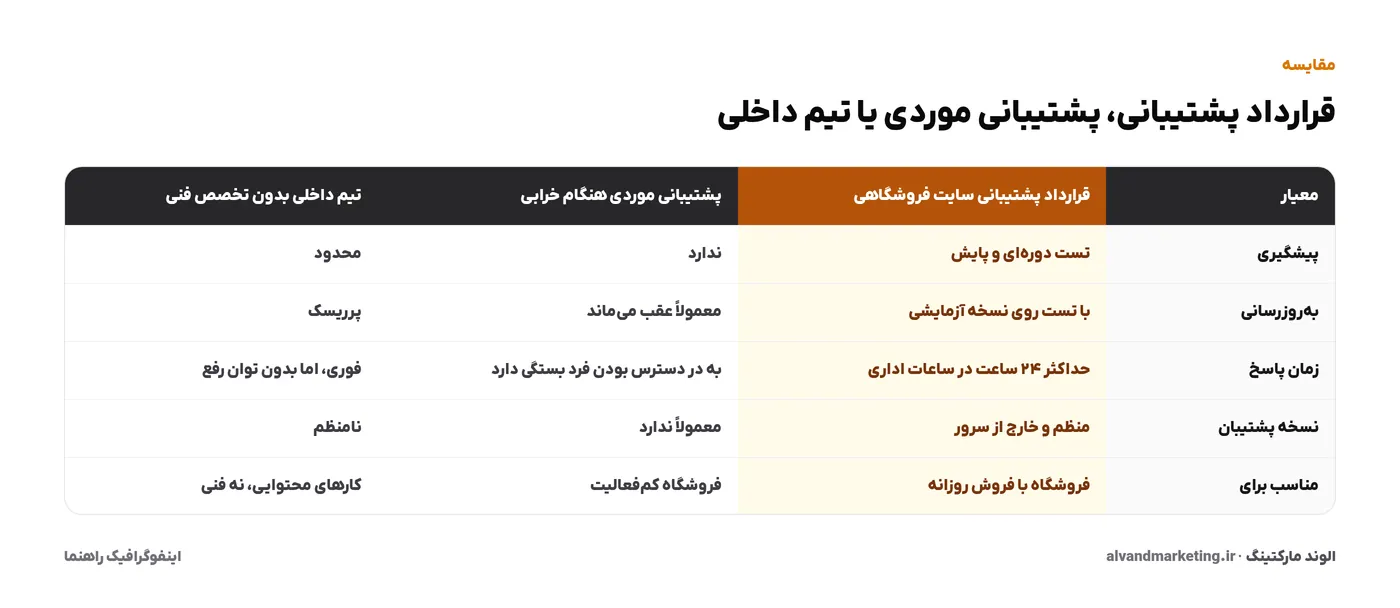 مقایسه
قرارداد پشتیبانی، پشتیبانی موردی یا تیم داخلی
معیار قرارداد پشتیبانی سایت فروشگاهی پشتیبانی موردی هنگام خرابی تیم داخلی بدون تخصص فنی
پیشگیری تست دوره‌ای و پایش ندارد محدود
به‌روزرسانی با تست روی نسخه آزمایشی معمولاً عقب می‌ماند پرریسک
زمان پاسخ حداکثر ۲۴ ساعت در ساعات اداری به در دسترس بودن فرد بستگی دارد فوری، اما بدون توان رفع
نسخه پشتیبان منظم و خارج از سرور معمولاً ندارد نامنظم
مناسب برای فروشگاه با فروش روزانه فروشگاه کم‌فعالیت کارهای محتوایی، نه فنی
الوند مارکتینگ · alvandmarketing.ir اینفوگرافیک راهنما